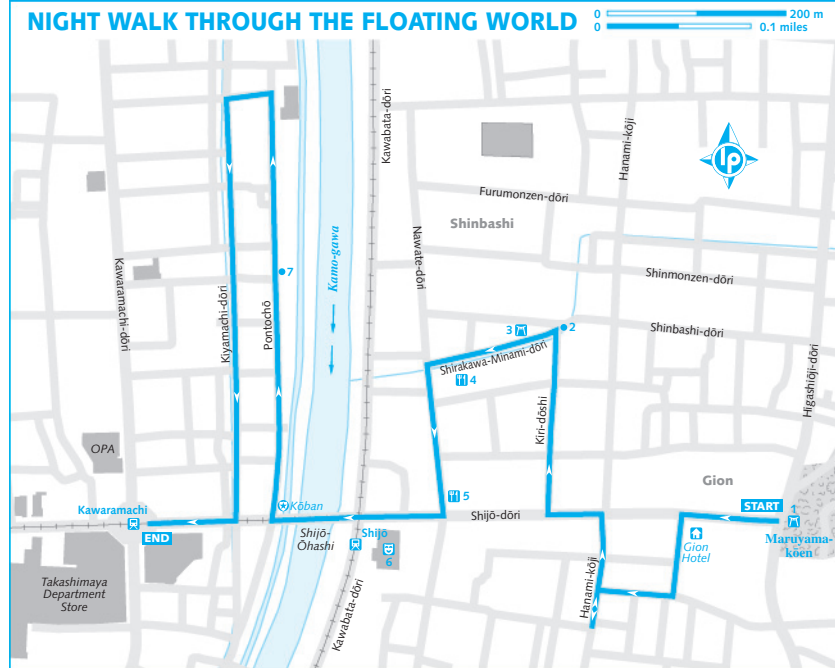 NIGHT WALK THROUGH THE FLOATING WORLD
0 200 m
0 0.1 miles
lp
Kawabata-dōri
Hanami-kōji
Furumonzen-dōri
Shinbashi
Nawate-dōri
Kamo-gawa
Kawaramachi-dōri
Kiyamachi-dōri
Pontochō
7
Shinmonzen-dōri
3
2
Shinbashi-dōri
Shirakawa-Minami-dōri
4
Higashiōji-dōri
Kiri-dōshi
OPA
Gion
5
Kōban
Kawaramachi
END
Shijō-dōri
START
1
Maruyama-
kōen
Shijō-
Ōhashi
Shijō
6
Gion
Hotel
Takashimaya
Department
Store
Hanami-kōji
Kawabata-dōri